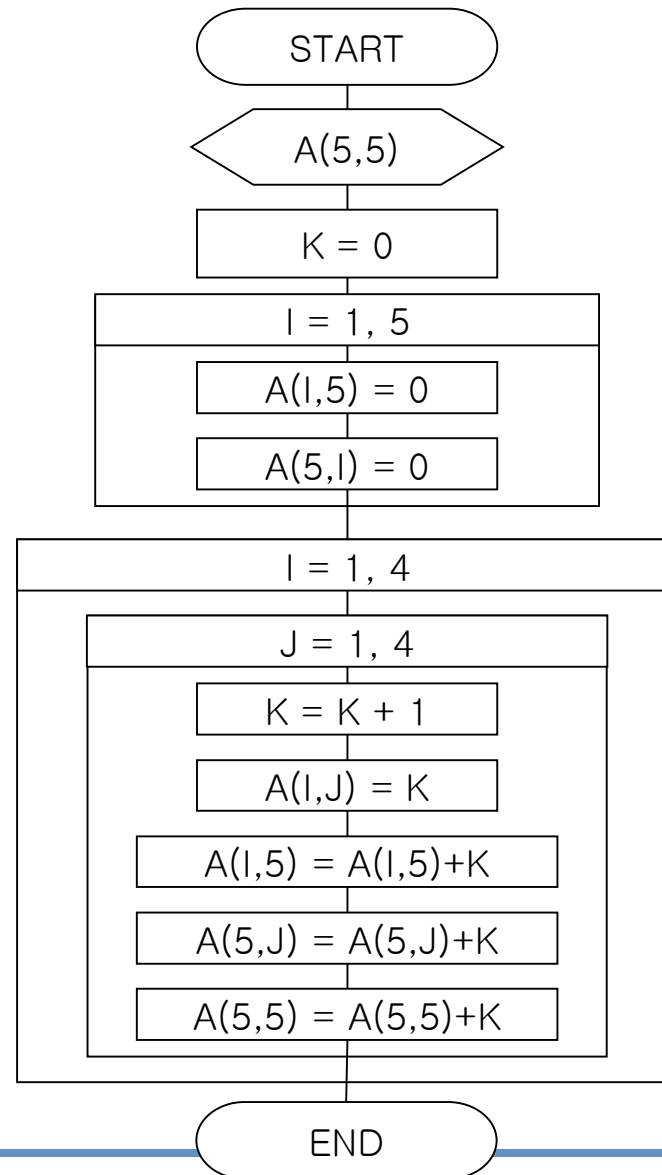 START
A(5,5)
K = 0
I = 1, 5
A(I,5) = 0
A(5,I) = 0
I = 1, 4
J = 1, 4
K = K + 1
A(I,J) = K
A(I,5) = A(I,5)+K
A(5,J) = A(5,J)+K
A(5,5) = A(5,5)+K
END